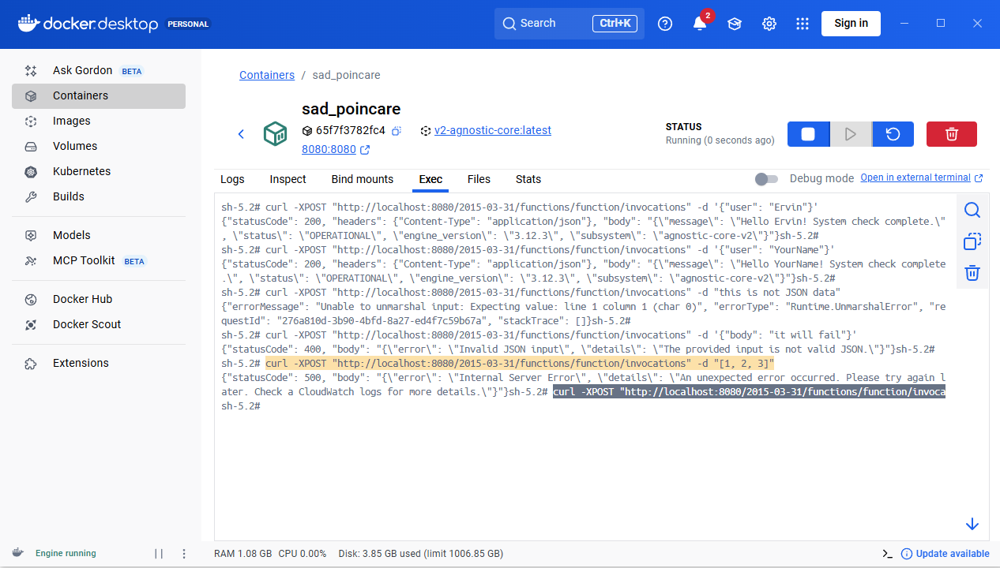 docker.desktop PERSONAL
Search Ctrl+K
2
Sign in
Ask Gordon BETA
Containers
Images
Volumes
Kubernetes
Builds
Models
MCP Toolkit BETA
Docker Hub
Docker Scout
Extensions
Containers / sad_poincare
sad_poincare
65f7f3782fc4
v2-agnostic-core:latest
8080:8080
STATUS
Running (0 seconds ago)
Logs Inspect Bind mounts Exec Files Stats
Debug mode Open in external terminal
sh-5.2# curl -XPOST "http://localhost:8080/2015-03-31/functions/function/invocations" -d '{"user": "Ervin"}'
{"statusCode": 200, "headers": {"Content-Type": "application/json"}, "body": "{\"message\": \"Hello Ervin! System check complete.\"
, \"status\": \"OPERATIONAL\", \"engine_version\": \"3.12.3\", \"subsystem\": \"agnostic-core-v2\"}"}sh-5.2#
sh-5.2# curl -XPOST "http://localhost:8080/2015-03-31/functions/function/invocations" -d '{"user": "YourName"}'
{"statusCode": 200, "headers": {"Content-Type": "application/json"}, "body": "{\"message\": \"Hello YourName! System check complete
.\", \"status\": \"OPERATIONAL\", \"engine_version\": \"3.12.3\", \"subsystem\": \"agnostic-core-v2\"}"}sh-5.2#
sh-5.2# curl -XPOST "http://localhost:8080/2015-03-31/functions/function/invocations" -d "this is not JSON data"
{"errorMessage": "Unable to unmarshal input: Expecting value: line 1 column 1 (char 0)", "errorType": "Runtime.UnmarshalError", "re
questId": "276a810d-3b90-4bfd-8a27-ed4f7c59b67a", "stackTrace": []}sh-5.2#
sh-5.2# curl -XPOST "http://localhost:8080/2015-03-31/functions/function/invocations" -d '{"body": "it will fail"}'
{"statusCode": 400, "body": "{\"error\": \"Invalid JSON input\", \"details\": \"The provided input is not valid JSON.\"}"}sh-5.2#
sh-5.2# curl -XPOST "http://localhost:8080/2015-03-31/functions/function/invocations" -d "[1, 2, 3]"
{"statusCode": 500, "body": "{\"error\": \"Internal Server Error\", \"details\": \"An unexpected error occurred. Please try again l
ater. Check a CloudWatch logs for more details.\"}"}sh-5.2# curl -XPOST "http://localhost:8080/2015-03-31/functions/function/invoca
sh-5.2#
Engine running
RAM 1.08 GB CPU 0.00% Disk: 3.85 GB used (limit 1006.85 GB)
Update available